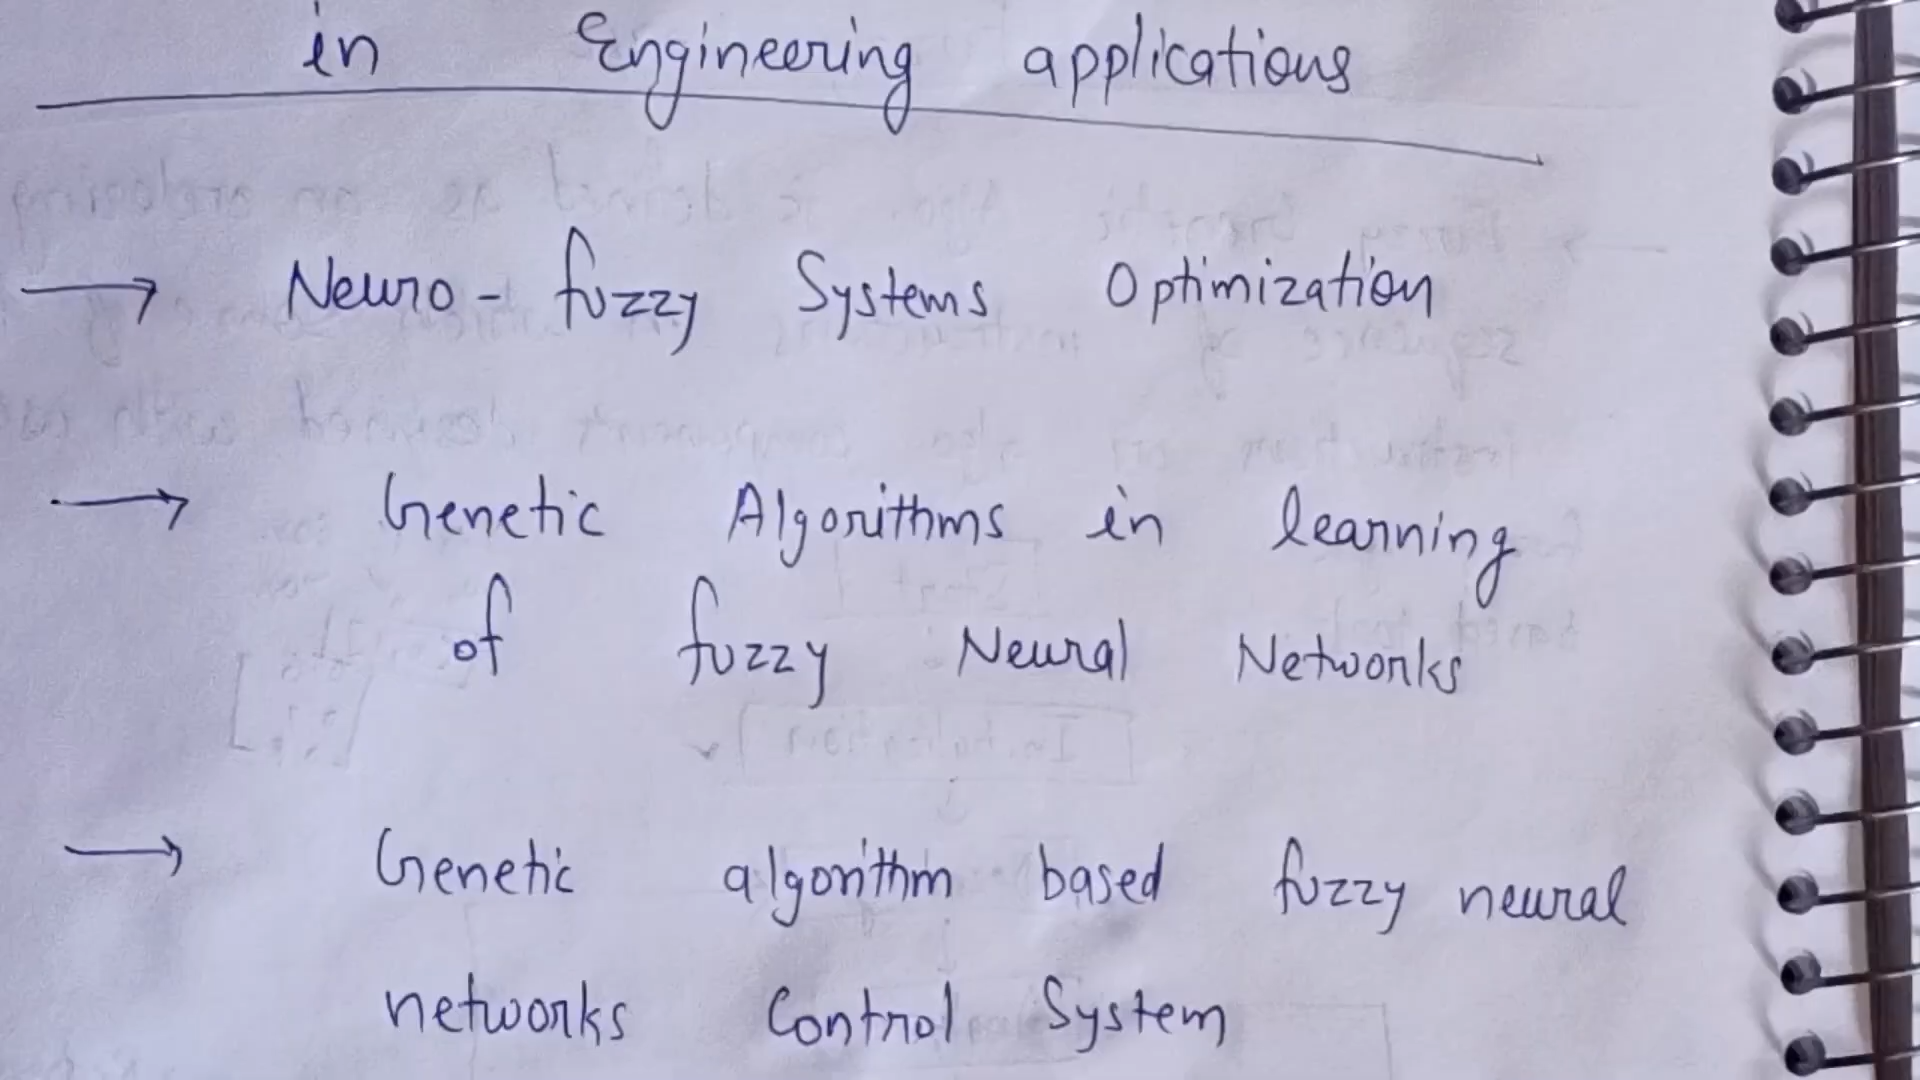 in Engineering applications
→ Neuro-fuzzy Systems Optimization
→ Genetic Algorithms in learning
of fuzzy Neural Networks
→ Genetic algorithm based fuzzy neural
networks Control System